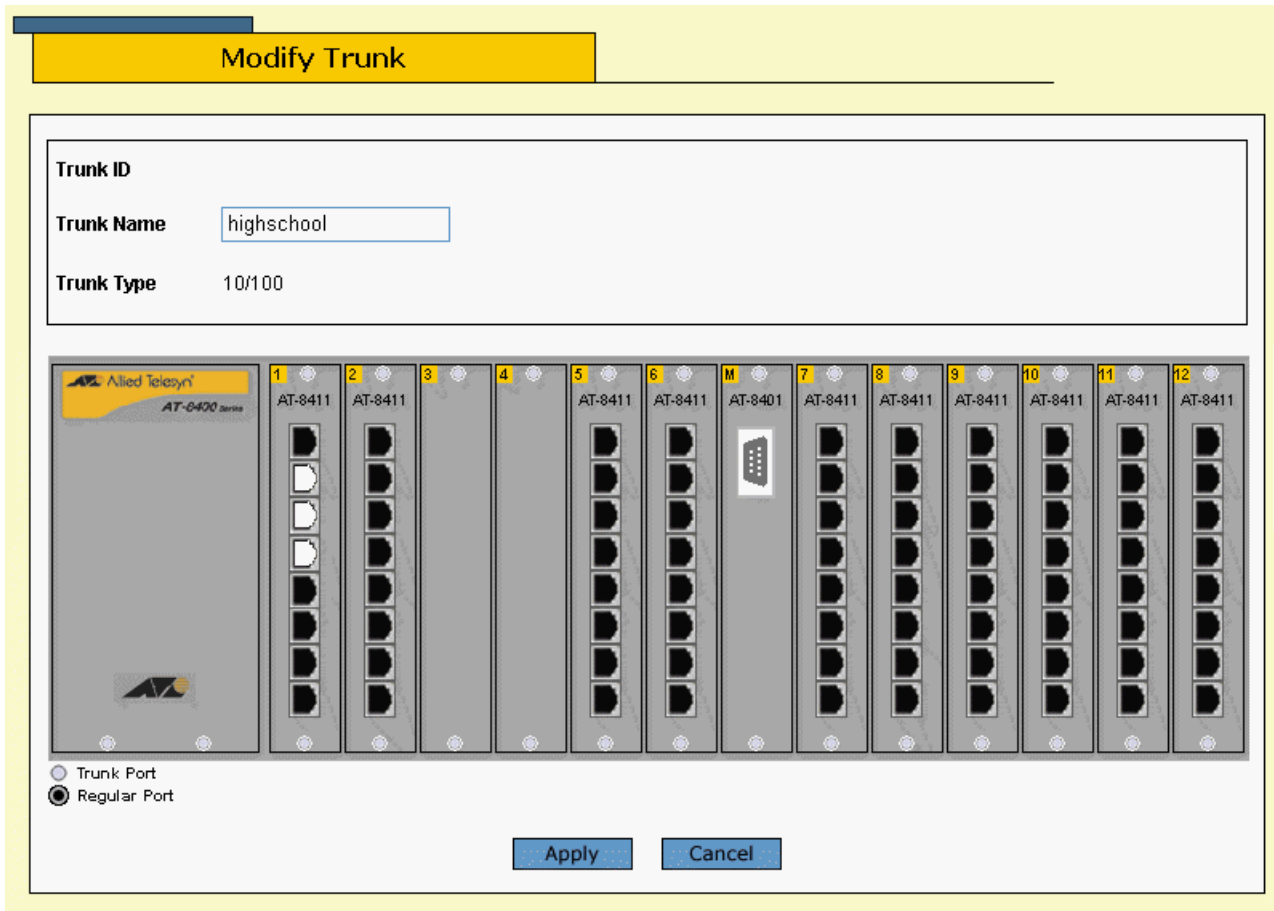 Modify Trunk
Trunk ID
Trunk Name highschool
Trunk Type 10/100
Allied Telesyn
AT-8400 Series
1 2 3 4 5 6 M 7 8 9 10 11 12
AT-8411 AT-8411 AT-8411 AT-8411 AT-8401 AT-8411 AT-8411 AT-8411 AT-8411 AT-8411 AT-8411
Trunk Port
Regular Port
Apply Cancel